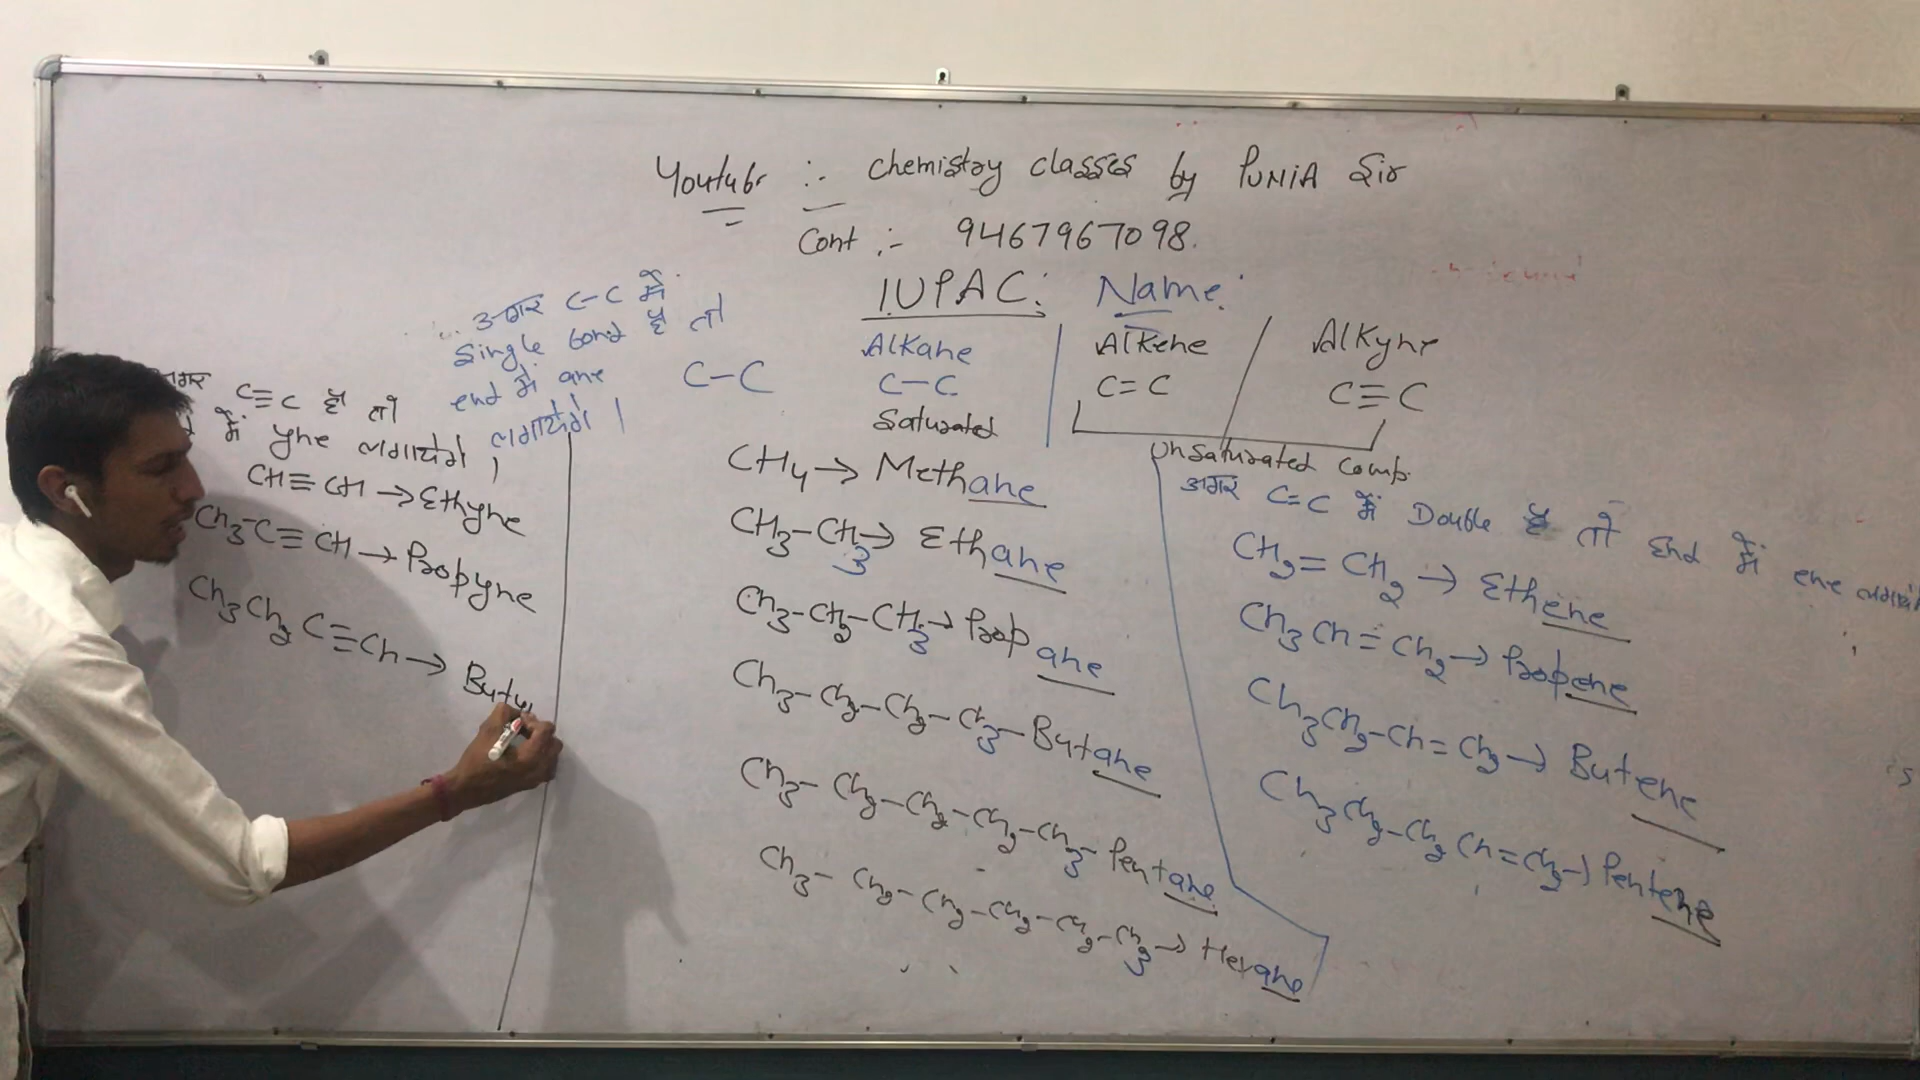 Youtube :- Chemistry classes by PUNIA Sir
Cont :- 9467967098.
IUPAC: Name:
अगर C-C में
single bond है तो
end में ane
लगायेगे ।
C-C
Alkane
C-C
Saturated
Alkene
C=C
Alkyne
C≡C
Unsaturated Comp.
C≡C है तो
में yne लगायेगे ।
CH≡CH → Ethyne
CH3-C≡CH → Propyne
CH3CH2C≡CH → Buty
CH4 → Methane
CH3-CH3 → Ethane
CH3-CH2-CH3 → Propane
CH3-CH2-CH2-CH3-Butane
CH3-CH2-CH2-CH2-CH3-Pentane
CH3-CH2-CH2-CH2-CH2-CH3 → Hexane
अगर C=C में Double है तो End में ene
CH2=CH2 → Ethene
CH3CH=CH2 → Propene
CH3CH2-CH=CH2 → Butene
CH3CH2-CH2CH=CH2 → Pentene